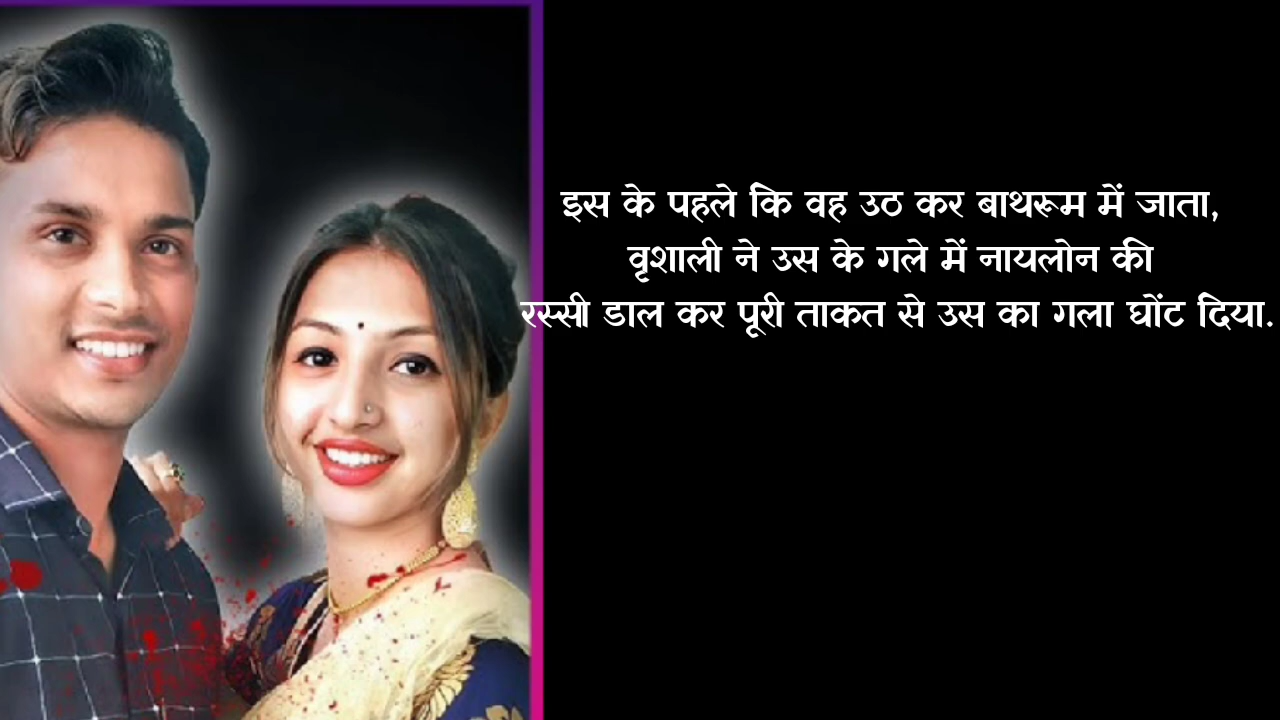 इस के पहले कि वह उठ कर बाथरूम में जाता,
वृशाली ने उस के गले में नायलोन की
रस्सी डाल कर पूरी ताकत से उस का गला घोंट दिया.